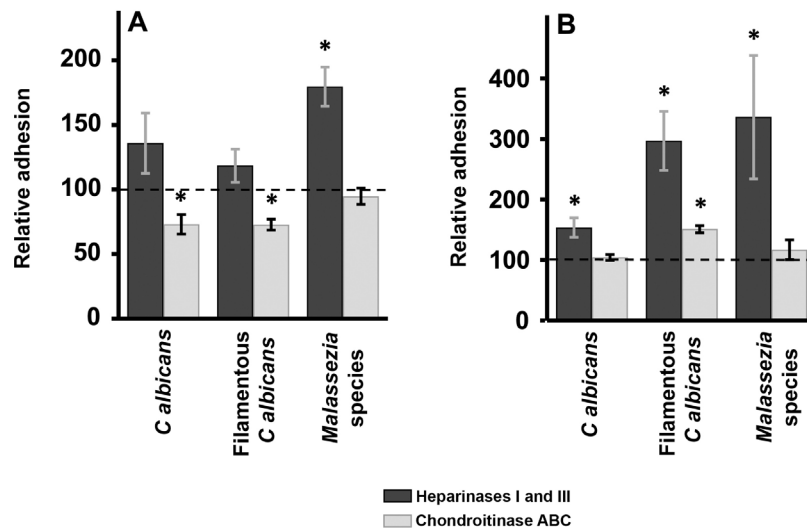 A
Relative adhesion
200
150
100
50
0
*
*
*
C albicans
Filamentous
C albicans
Malassezia
species
B
Relative adhesion
400
300
200
100
0
*
*
*
*
C albicans
Filamentous
C albicans
Malassezia
species
Heparinases I and III
Chondroitinase ABC